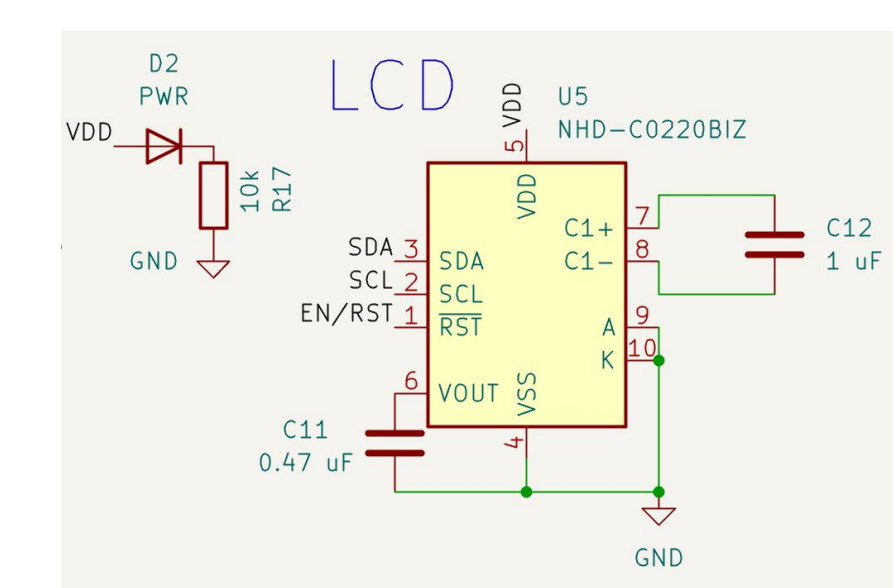 D2
PWR
VDD
10k
R17
GND
LCD
VDD
5
U5
NHD-C0220BIZ
VDD
SDA 3 SDA
SCL 2 SCL
EN/RST 1 RST
6 VOUT
VSS
4
C1+ 7
C1- 8
A 9
K 10
C12
1 uF
C11
0.47 uF
GND